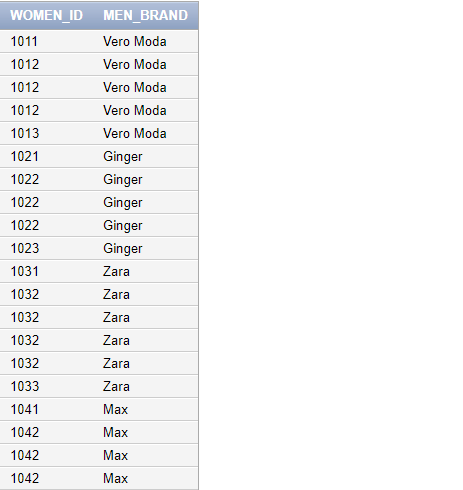 WOMEN_ID MEN_BRAND
1011 Vero Moda
1012 Vero Moda
1012 Vero Moda
1012 Vero Moda
1013 Vero Moda
1021 Ginger
1022 Ginger
1022 Ginger
1022 Ginger
1023 Ginger
1031 Zara
1032 Zara
1032 Zara
1032 Zara
1032 Zara
1033 Zara
1041 Max
1042 Max
1042 Max
1042 Max